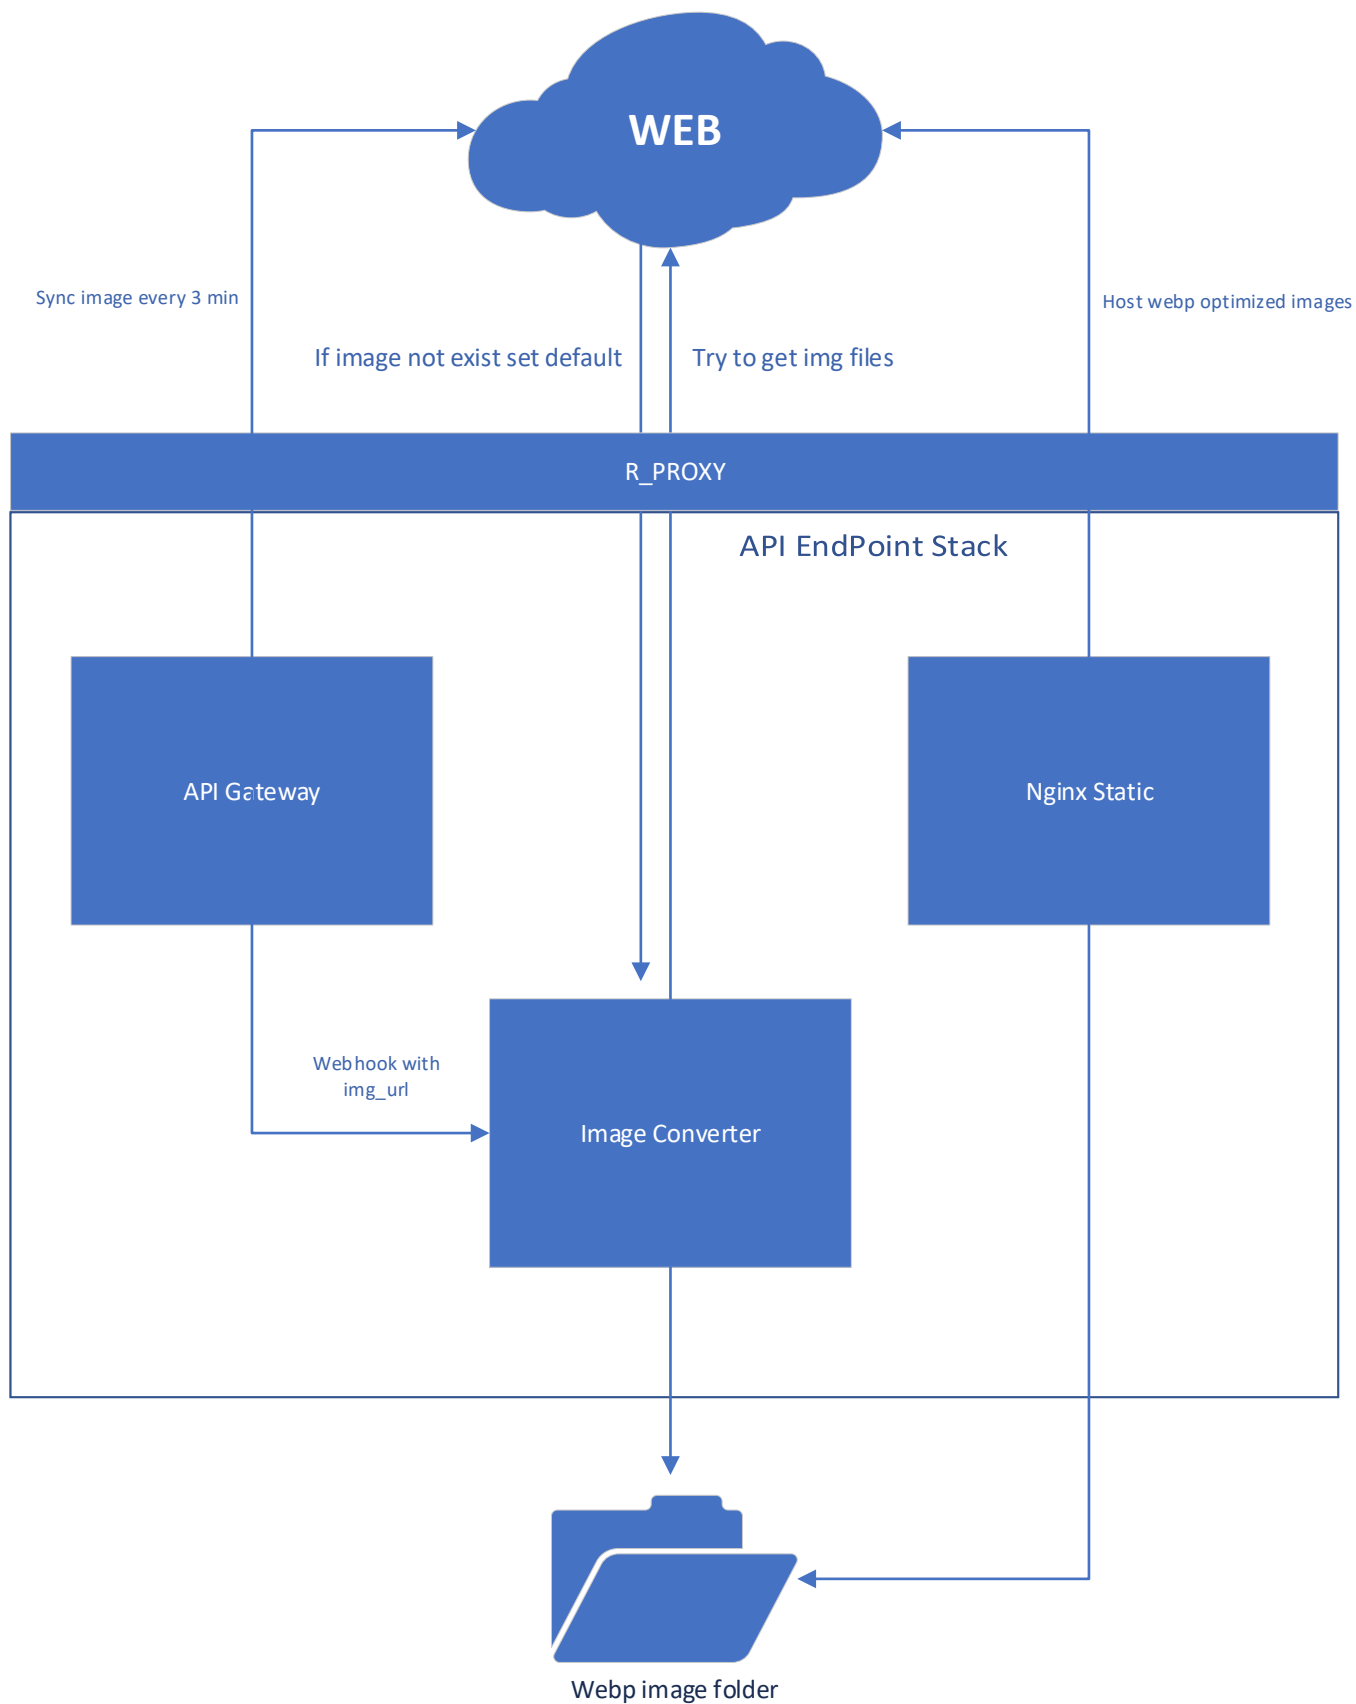 WEB
Sync image every 3 min
Host webp optimized images
If image not exist set default
Try to get img files
R_PROXY
API EndPoint Stack
API Gateway
Nginx Static
Webhook with
img_url
Image Converter
Webp image folder